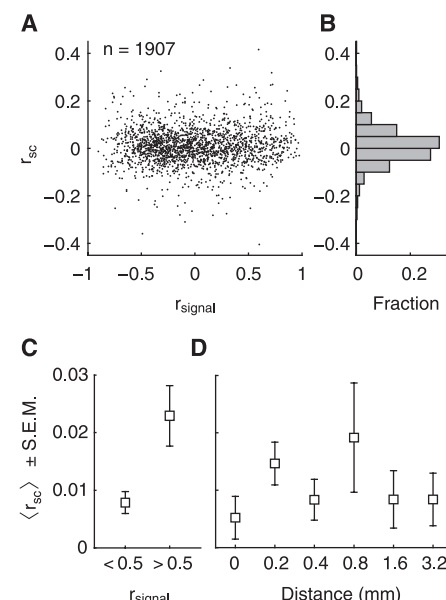 A
n = 1907
0.4
0.2
0
−0.2
−0.4
r_sc
−1
−0.5
0
0.5
1
r_signal
B
0.4
0.2
0
−0.2
−0.4
0
0.2
Fraction
C
0.03
0.02
0.01
0
⟨r_sc⟩ ± S.E.M.
< 0.5
> 0.5
r_signal
D
0
0.2
0.4
0.8
1.6
3.2
Distance (mm)